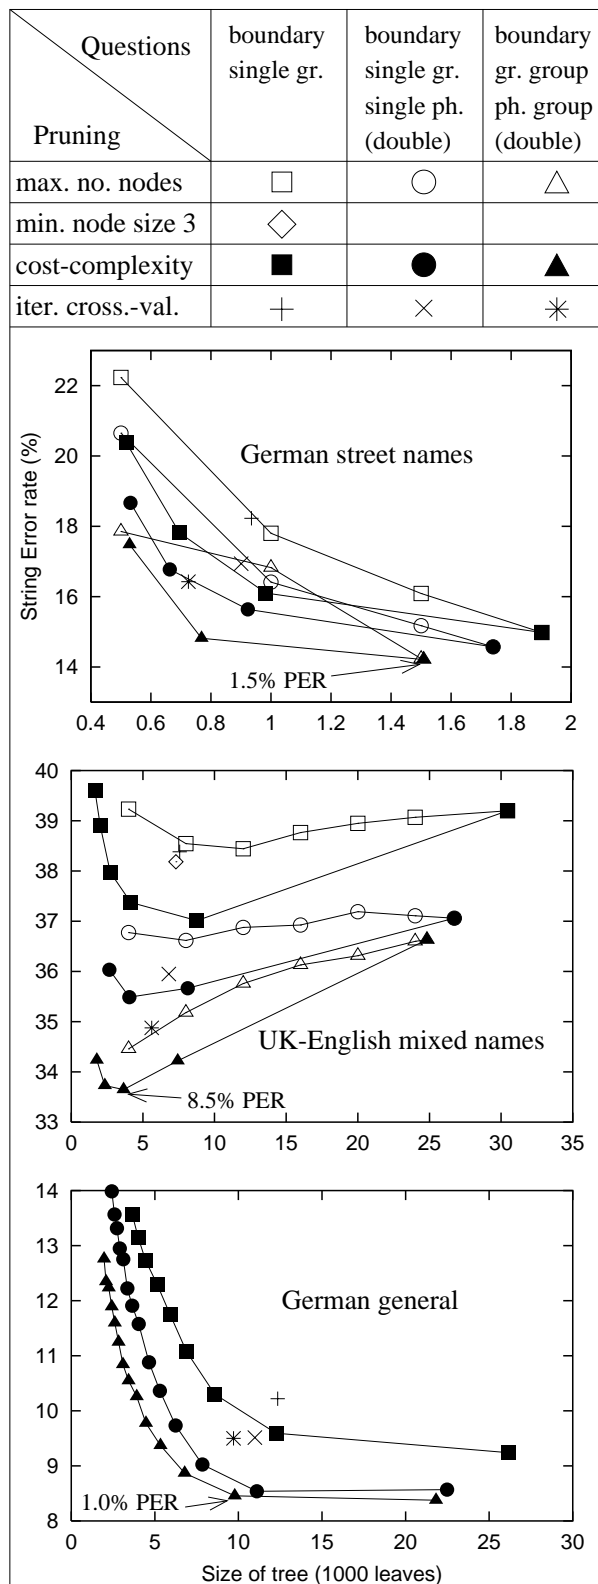 Questions
Pruning
boundary
single gr.
boundary
single gr.
single ph.
(double)
boundary
gr. group
ph. group
(double)
max. no. nodes
min. node size 3
cost-complexity
iter. cross.-val.
22
20
18
16
14
String Error rate (%)
German street names
1.5% PER
0.4 0.6 0.8 1 1.2 1.4 1.6 1.8 2
40
39
38
37
36
35
34
33
UK-English mixed names
8.5% PER
0 5 10 15 20 25 30 35
14
13
12
11
10
9
8
German general
1.0% PER
0 5 10 15 20 25 30
Size of tree (1000 leaves)